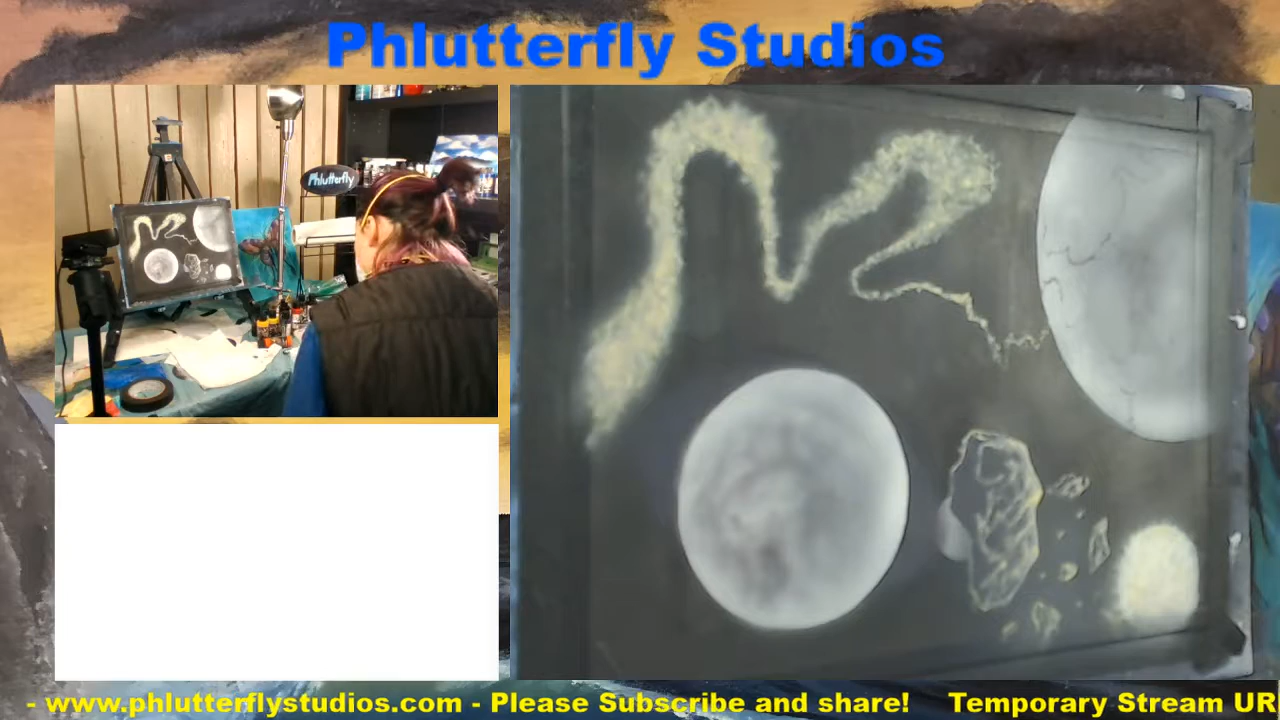 Phlutterfly Studios
Phlutterfly
- www.phlutterflystudios.com - Please Subscribe and share! Temporary Stream UR